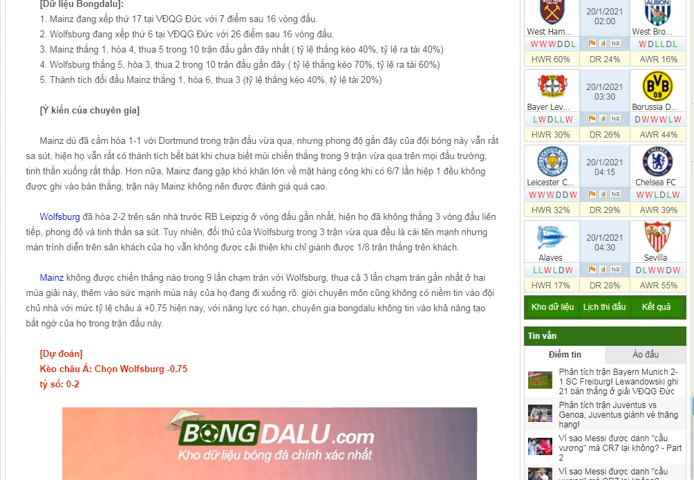 [Dữ liệu Bongdalu]:
1. Mainz đang xếp thứ 17 tại VĐQG Đức với 7 điểm sau 16 vòng đấu.
2. Wolfsburg đang xếp thứ 6 tại VĐQG Đức với 26 điểm sau 16 vòng đấu.
3. Mainz thắng 1, hòa 4, thua 5 trong 10 trận đấu gần đây nhất ( tỷ lệ thắng kèo 40%, tỷ lệ ra tài 40%)
4. Wolfsburg thắng 5, hòa 3, thua 2 trong 10 trận đấu gần đây ( tỷ lệ thắng kèo 70%, tỷ lệ ra tài 60%)
5. Thành tích đối đầu Mainz thắng 1, hòa 6, thua 3 (tỷ lệ thắng kèo 40%, tỷ lệ tài 20%)
[Ý kiến của chuyên gia]
Mainz dù đã cầm hòa 1-1 với Dortmund trong trận đấu vừa qua, nhưng phong độ gần đây của đội bóng này vẫn rất
sa sút, hiện họ vẫn rất có thành tích bết bát khi chưa biết mùi chiến thắng trong 9 trận vừa qua trên mọi đấu trường,
tinh thần xuống rất thấp. Hơn nữa, Mainz đang gặp khó khăn lớn về mặt hàng công khi có 6/7 lần hiệp 1 đều không
được ghi vào bàn thắng, trận này Mainz không nên được đánh giá quá cao.
Wolfsburg đã hòa 2-2 trên sân nhà trước RB Leipzig ở vòng đấu gần nhất, hiện họ đã không thắng 3 vòng đấu liên
tiếp, phong độ và tinh thần sa sút. Tuy nhiên, đối thủ của Wolfsburg trong 3 trận vừa qua đều là cái tên mạnh nhưng
màn trình diễn trên sân khách của họ vẫn không được cải thiện khi chỉ giành được 1/8 trận thắng trên khách.
Mainz không được chiến thắng nào trong 9 lần chạm trán với Wolfsburg, thua cả 3 lần chạm trán gần nhất ở hai
mùa giải này, thêm vào sức mạnh mùa này của họ đang đi xuống rõ. giới chuyên môn cũng không có niềm tin vào đội
chủ nhà với mức tỷ lệ châu á +0.75 hiện nay, với năng lực có hạn, chuyên gia bongdalu không tin vào khả năng tạo
bất ngờ của họ trong trận đấu này.
[Dự đoán]
Kèo châu Á: Chọn Wolfsburg -0.75
tỷ số: 0-2
BONGDALU.com
Kho dữ liệu bóng đá chính xác nhất
20/1/2021
02:00
West Ham... West Bro...
WWWDDL WDLLDL
HWR 60% DR 24% AWR 16%
20/1/2021
03:30
Bayer Lev... Borussia D...
LWDLLW DWWWLW
HWR 30% DR 26% AWR 44%
20/1/2021
04:15
Leicester C... Chelsea FC
WWWDDW WWLDLL
HWR 32% DR 29% AWR 39%
20/1/2021
04:30
Alaves Sevilla
LLWLDW DLWWDW
HWR 17% DR 28% AWR 55%
Kho dữ liệu Lịch thi đấu Kết quả
Tin vắn
Điểm tin Áo đấu
Phân tích trận Bayern Munich 2-
1 SC Freiburg! Lewandowski ghi
21 bàn thắng ở giải VĐQG Đức
Phân tích trận Juventus vs
Genoa, Juventus giành vé thăng
hạng!
Vì sao Messi được danh "cầu
vương" mà CR7 lại không? - Part
2
Vì sao Messi được danh "cầu